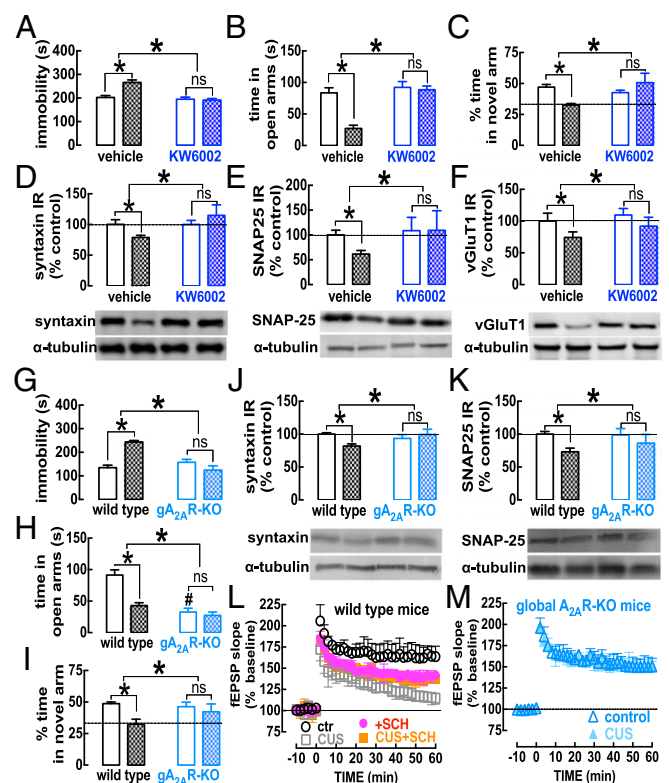 A
immobility (s)
400
300
200
100
0
*
*
ns
vehicle
KW6002
B
time in
open arms (s)
150
100
50
0
*
*
ns
vehicle
KW6002
C
% time
in novel arm
75
50
25
0
*
*
ns
vehicle
KW6002
D
syntaxin IR
(% control)
150
100
50
0
*
*
ns
vehicle
KW6002
syntaxin
α-tubulin
E
SNAP25 IR
(% control)
200
150
100
50
0
*
*
ns
vehicle
KW6002
SNAP-25
α-tubulin
F
vGluT1 IR
(% control)
150
100
50
0
*
*
ns
vehicle
KW6002
vGluT1
α-tubulin
G
immobility (s)
400
300
200
100
0
*
*
ns
wild type
gA2AR-KO
H
time in
open arms (s)
150
100
50
0
*
*
#
ns
wild type
gA2AR-KO
I
% time
in novel arm
75
50
25
0
*
*
ns
wild type
gA2AR-KO
J
syntaxin IR
(% control)
150
100
50
0
*
*
ns
wild type
gA2AR-KO
syntaxin
α-tubulin
K
SNAP25 IR
(% control)
150
100
50
0
*
*
ns
wild type
gA2AR-KO
SNAP-25
α-tubulin
L
wild type mice
fEPSP slope
(% baseline)
225
200
175
150
125
100
75
ctr
+SCH
CUS
CUS+SCH
-10 0 10 20 30 40 50 60
TIME (min)
M
global A2AR-KO mice
fEPSP slope
(% baseline)
225
200
175
150
125
100
75
control
CUS
-10 0 10 20 30 40 50 60
TIME (min)